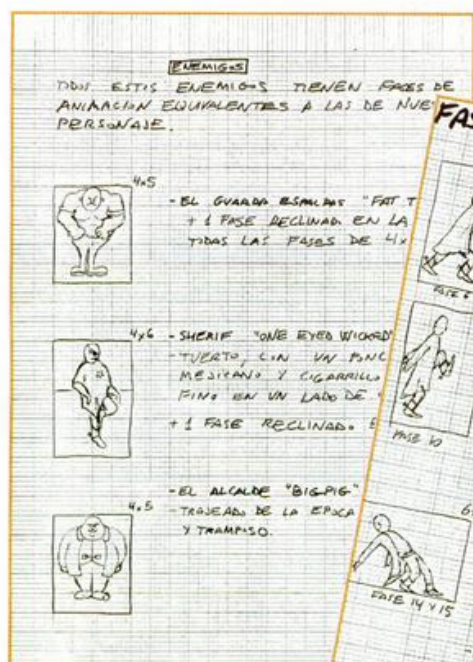 ENEMIGOS
TODOS ESTOS ENEMIGOS TIENEN FASES DE
ANIMACION EQUIVALENTES A LAS DE NUES
PERSONAJE.
4x5
- EL GUARDA ESPALDAS "FAT T
+ 1 FASE RECLINADO EN LA
TODAS LAS FASES DE 4x
4x6
- SHERIF "ONE EYED WICKED"
- TUERTO, CON UN PONC
MEJICANO Y CIGARRILLO
FINO EN UN LADO DE
+ 1 FASE RECLINADO E
4x5
- EL ALCALDE "BIG-PIG"
- TRAJEADO DE LA EPOCA
Y TRAMPOSO.
FAS
FASE
FASE 10
6
FASE 14 Y 15